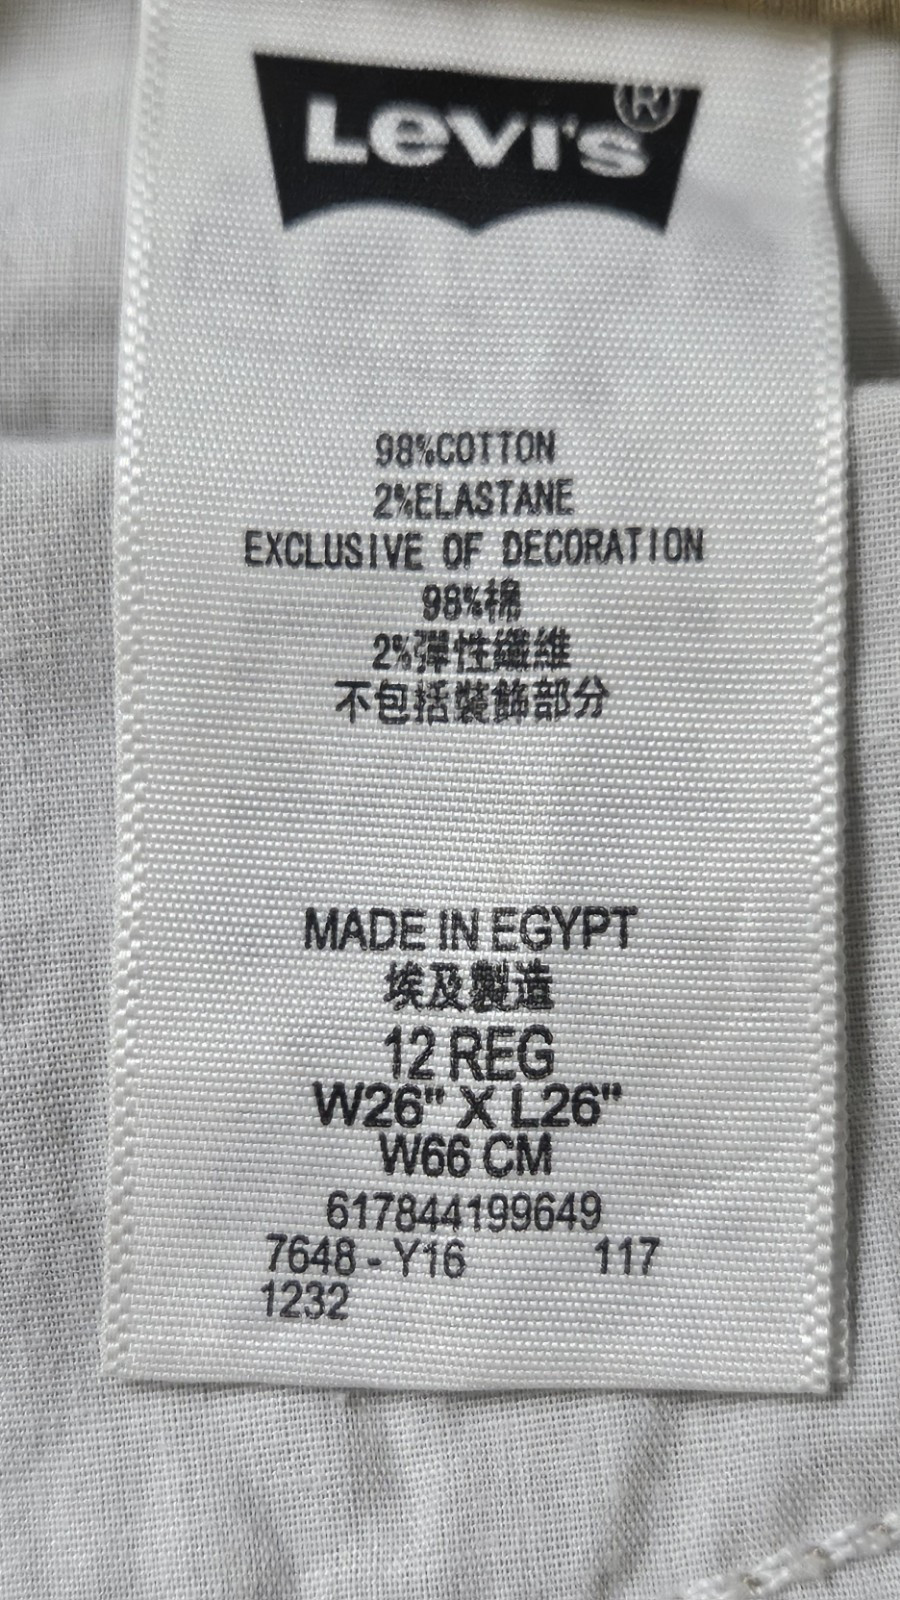 Levi's®
98%COTTON
2%ELASTANE
EXCLUSIVE OF DECORATION
98%棉
2%彈性纖維
不包括裝飾部分
MADE IN EGYPT
埃及製造
12 REG
W26" X L26"
W66 CM
617844199649
7648 - Y16 117
1232